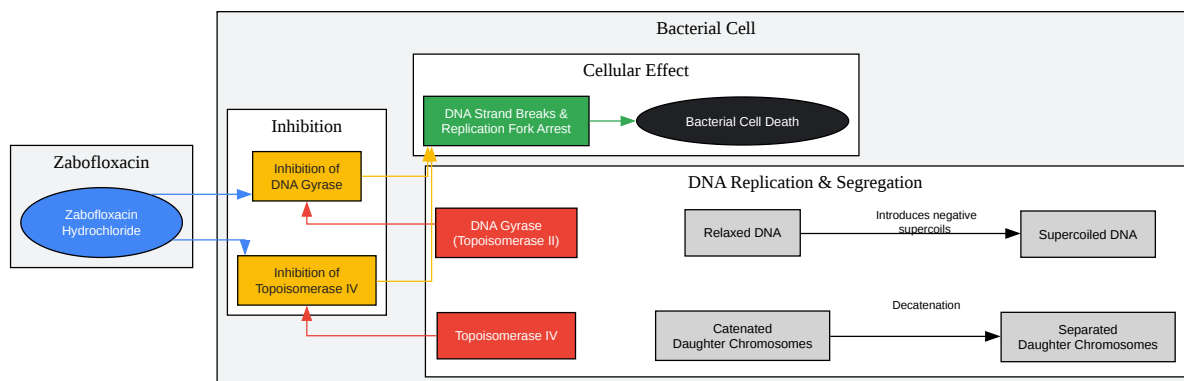 Bacterial Cell
Cellular Effect
DNA Strand Breaks &
Replication Fork Arrest
Bacterial Cell Death
Inhibition
Inhibition of
DNA Gyrase
Inhibition of
Topoisomerase IV
Zabofloxacin
Zabofloxacin
Hydrochloride
DNA Replication & Segregation
DNA Gyrase
(Topoisomerase II)
Relaxed DNA
Introduces negative
supercoils
Supercoiled DNA
Topoisomerase IV
Catenated
Daughter Chromosomes
Decatenation
Separated
Daughter Chromosomes